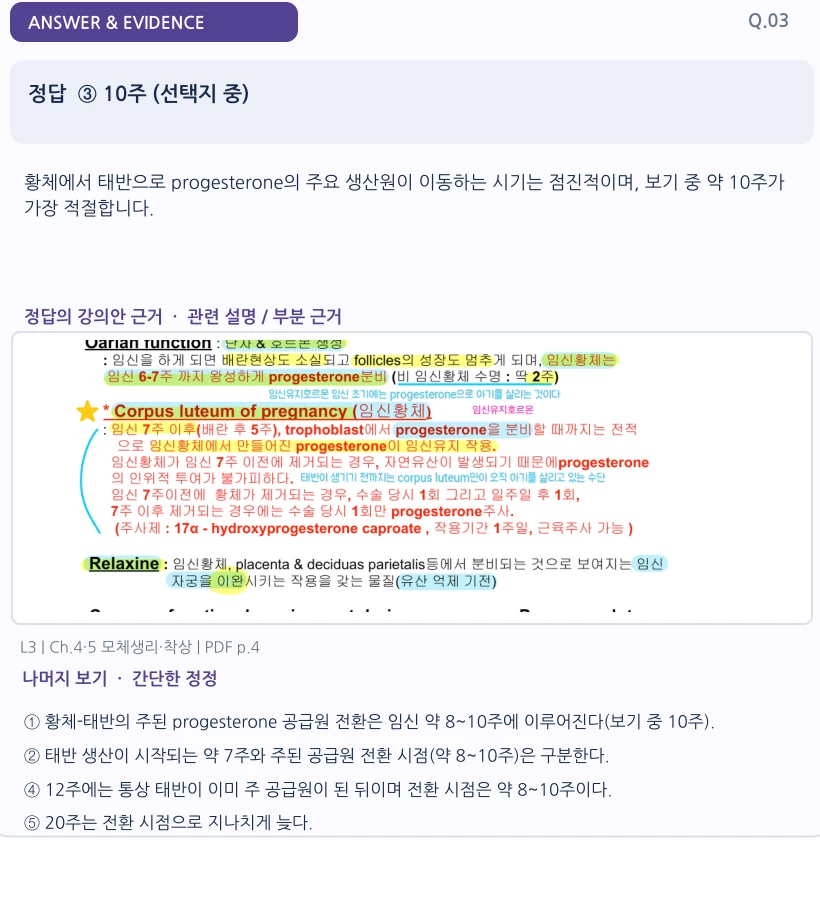 ANSWER & EVIDENCE
Q.03
정답 ③ 10주 (선택지 중)
황체에서 태반으로 progesterone의 주요 생산원이 이동하는 시기는 점진적이며, 보기 중 약 10주가
가장 적절합니다.
정답의 강의안 근거 · 관련 설명 / 부분 근거
Oarian function : 난자 & 호르몬 생성
: 임신을 하게 되면 배란현상도 소실되고 follicles의 성장도 멈추게 되며, 임신황체는
임신 6-7주 까지 왕성하게 progesterone분비 (비 임신황체 수명 : 딱 2주)
임신유지호르몬 임신 초기에는 progesterone으로 아기를 살리는 것이다
* Corpus luteum of pregnancy (임신황체) 임신유지호르몬
: 임신 7주 이후(배란 후 5주), trophoblast에서 progesterone을 분비할 때까지는 전적
으로 임신황체에서 만들어진 progesterone이 임신유지 작용.
임신황체가 임신 7주 이전에 제거되는 경우, 자연유산이 발생되기 때문에progesterone
의 인위적 투여가 불가피하다. 태반이 생기기 전까지는 corpus luteum만이 오직 아기를 살리고 있는 수단
임신 7주이전에 황체가 제거되는 경우, 수술 당시 1회 그리고 일주일 후 1회,
7주 이후 제거되는 경우에는 수술 당시 1회만 progesterone주사.
(주사제 : 17α - hydroxyprogesterone caproate , 작용기간 1주일, 근육주사 가능 )
Relaxine : 임신황체, placenta & deciduas parietalis등에서 분비되는 것으로 보여지는 임신
자궁을 이완시키는 작용을 갖는 물질(유산 억제 기전)
L3 | Ch.4·5 모체생리·착상 | PDF p.4
나머지 보기 · 간단한 정정
① 황체-태반의 주된 progesterone 공급원 전환은 임신 약 8~10주에 이루어진다(보기 중 10주).
② 태반 생산이 시작되는 약 7주와 주된 공급원 전환 시점(약 8~10주)은 구분한다.
④ 12주에는 통상 태반이 이미 주 공급원이 된 뒤이며 전환 시점은 약 8~10주이다.
⑤ 20주는 전환 시점으로 지나치게 늦다.